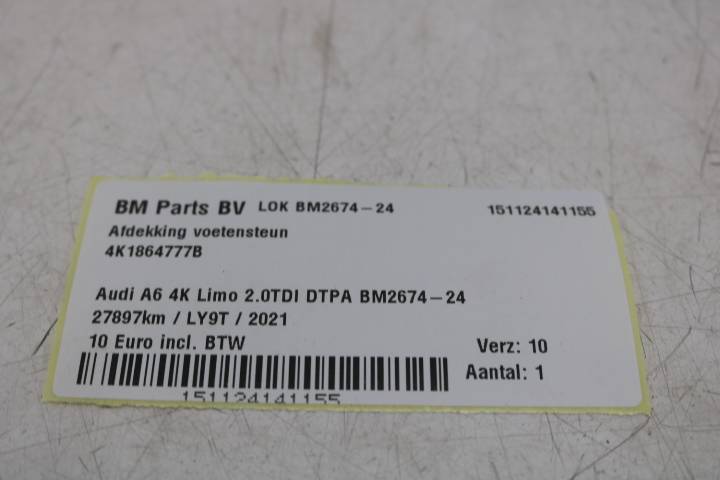 BM Parts BV LOK BM2674-24 151124141155
Afdekking voetensteun
4K1864777B
Audi A6 4K Limo 2.0TDI DTPA BM2674-24
27897km / LY9T / 2021
10 Euro incl. BTW Verz: 10
Aantal: 1
151124141155